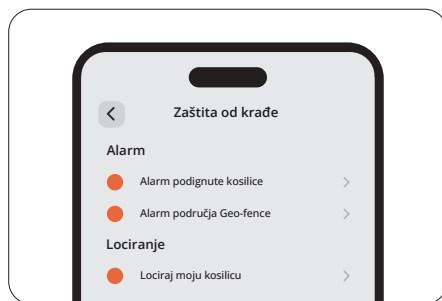 Zaštita od krađe
Alarm
Alarm podignute kosilice
Alarm područja Geo-fence
Lociranje
Lociraj moju kosilicu